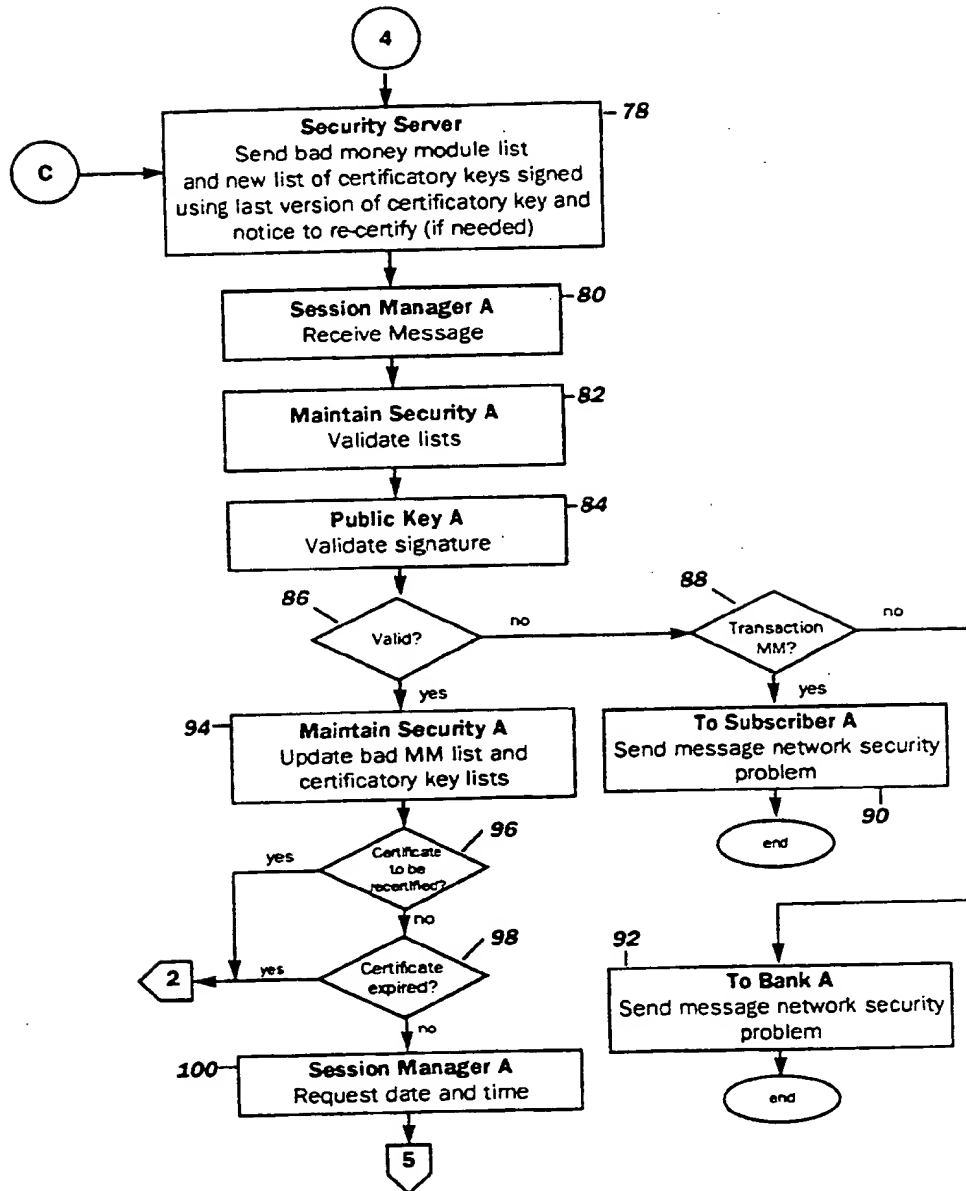 4
C
Security Server
78
Send bad money module list
and new list of certificatory keys signed
using last version of certificatory key and
notice to re-certify (if needed)
Session Manager A
80
Receive Message
Maintain Security A
82
Validate lists
Public Key A
84
Validate signature
86
Valid?
no
88
Transaction
MM?
no
yes
yes
94
Maintain Security A
Update bad MM list and
certificatory key lists
To Subscriber A
Send message network security
problem
90
end
96
Certificate
to be
recertified?
yes
no
98
Certificate
expired?
yes
2
no
92
To Bank A
Send message network security
problem
end
100
Session Manager A
Request date and time
5